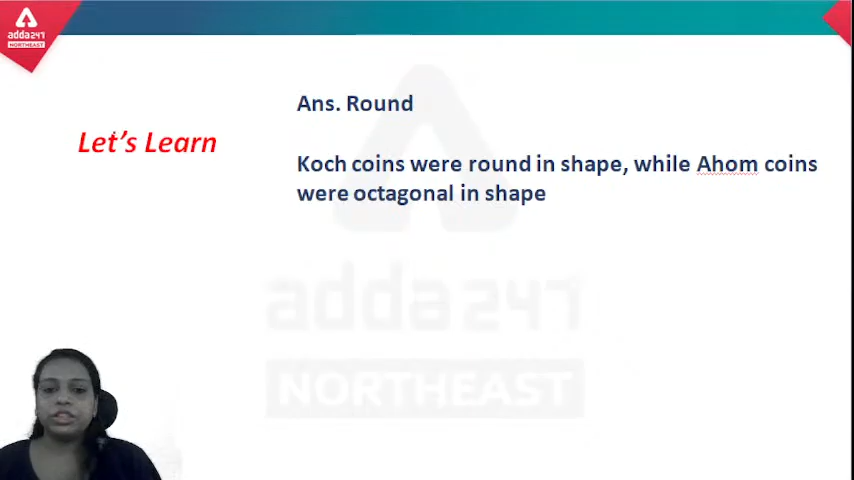 adda247
NORTHEAST
Ans. Round
Let's Learn
Koch coins were round in shape, while Ahom coins
were octagonal in shape
adda247
NORTHEAST